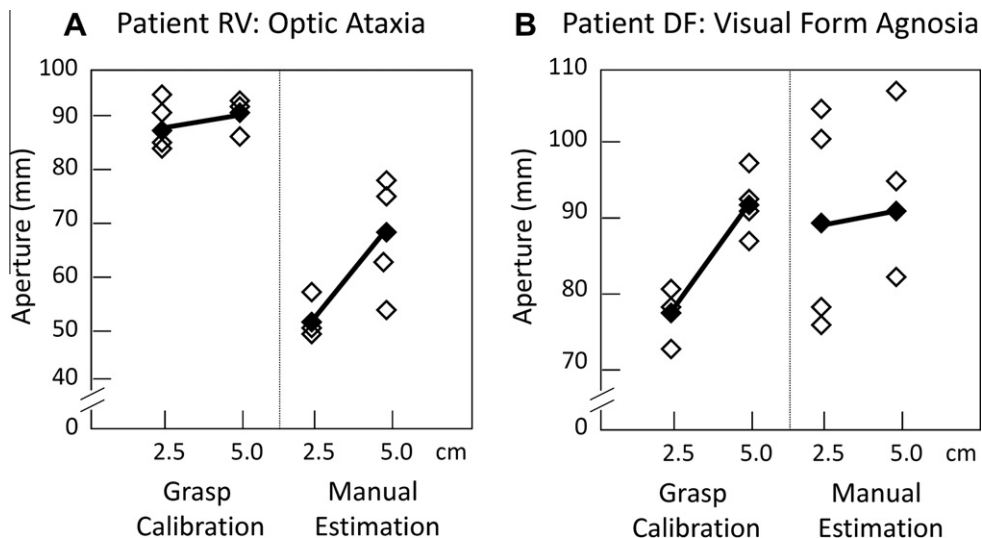 A Patient RV: Optic Ataxia
100
90
80
70
60
50
40
0
Aperture (mm)
2.5 5.0 2.5 5.0 cm
Grasp Calibration
Manual Estimation
B Patient DF: Visual Form Agnosia
110
100
90
80
70
0
Aperture (mm)
2.5 5.0 2.5 5.0 cm
Grasp Calibration
Manual Estimation